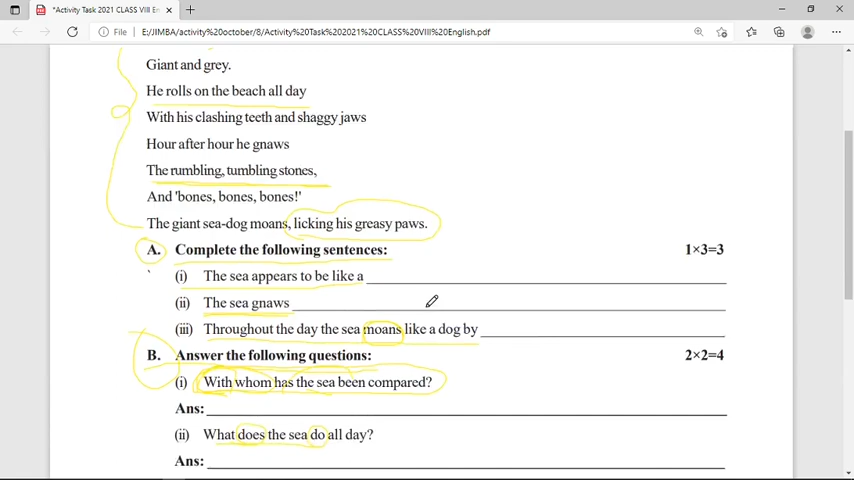 *Activity Task 2021 CLASS VIII En
File
E:/JIMBA/activity%20october/8/Activity%20Task%202021%20CLASS%20VIII%20English.pdf
Giant and grey.
He rolls on the beach all day
With his clashing teeth and shaggy jaws
Hour after hour he gnaws
The rumbling, tumbling stones,
And 'bones, bones, bones!'
The giant sea-dog moans, licking his greasy paws.
A. Complete the following sentences: 1×3=3
(i) The sea appears to be like a
(ii) The sea gnaws
(iii) Throughout the day the sea moans like a dog by
B. Answer the following questions: 2×2=4
(i) With whom has the sea been compared?
Ans:
(ii) What does the sea do all day?
Ans: